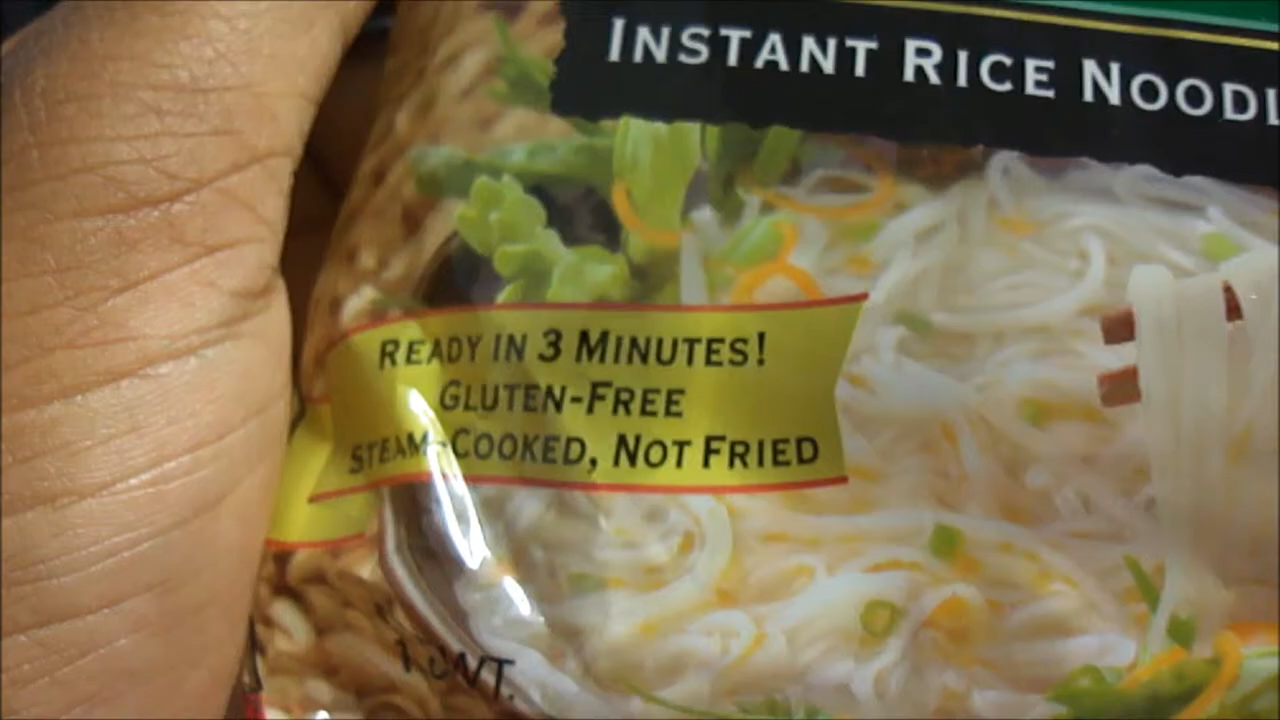 INSTANT RICE NOODL
READY IN 3 MINUTES!
GLUTEN-FREE
STEAM-COOKED, NOT FRIED